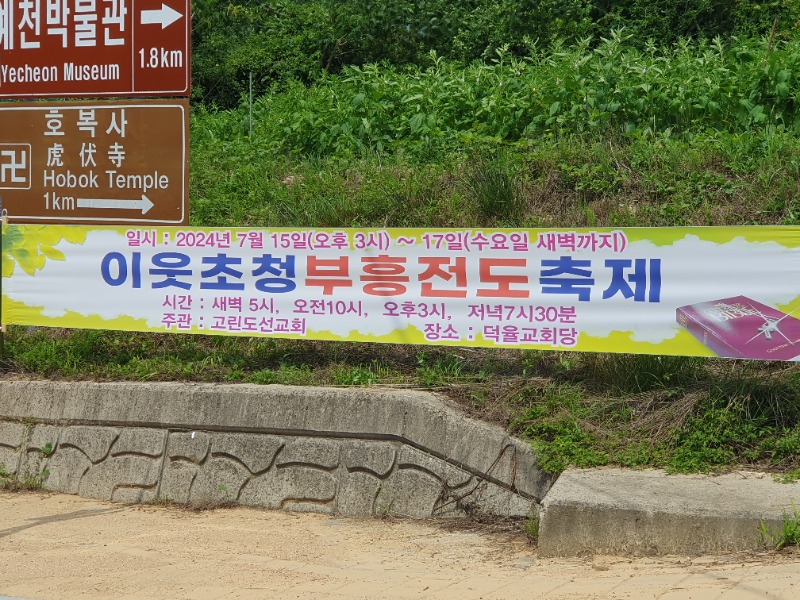 예천박물관
Yecheon Museum
1.8km
호복사
虎伏寺
Hobok Temple
1km
일시 : 2024년 7월 15일(오후 3시) ~ 17일(수요일 새벽까지)
이웃초청부흥전도축제
시간 : 새벽 5시, 오전10시, 오후3시, 저녁7시30분
주관 : 고린도선교회 장소 : 덕율교회당